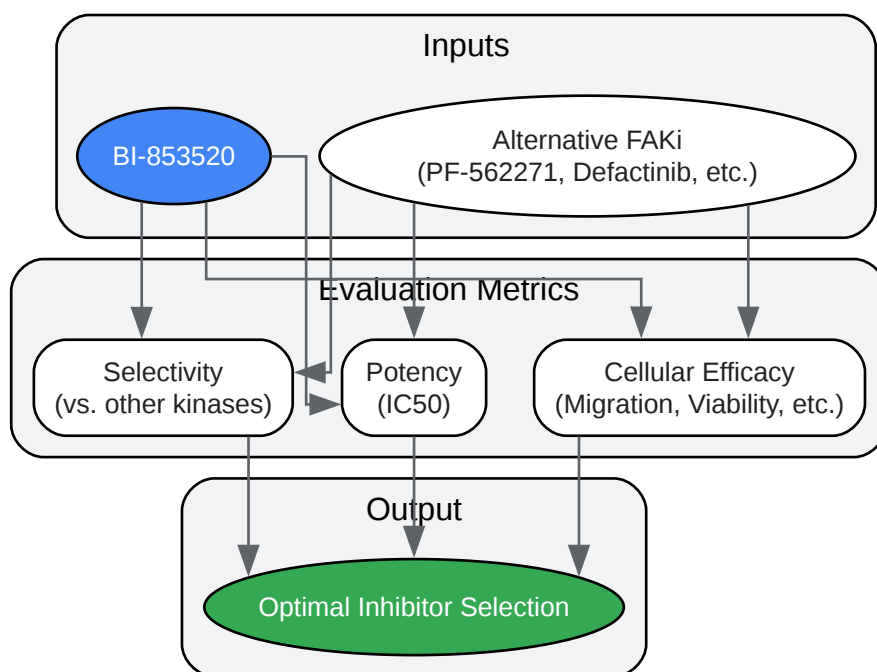 Inputs
BI-853520
Alternative FAKi
(PF-562271, Defactinib, etc.)
Evaluation Metrics
Selectivity
(vs. other kinases)
Potency
(IC50)
Cellular Efficacy
(Migration, Viability, etc.)
Output
Optimal Inhibitor Selection